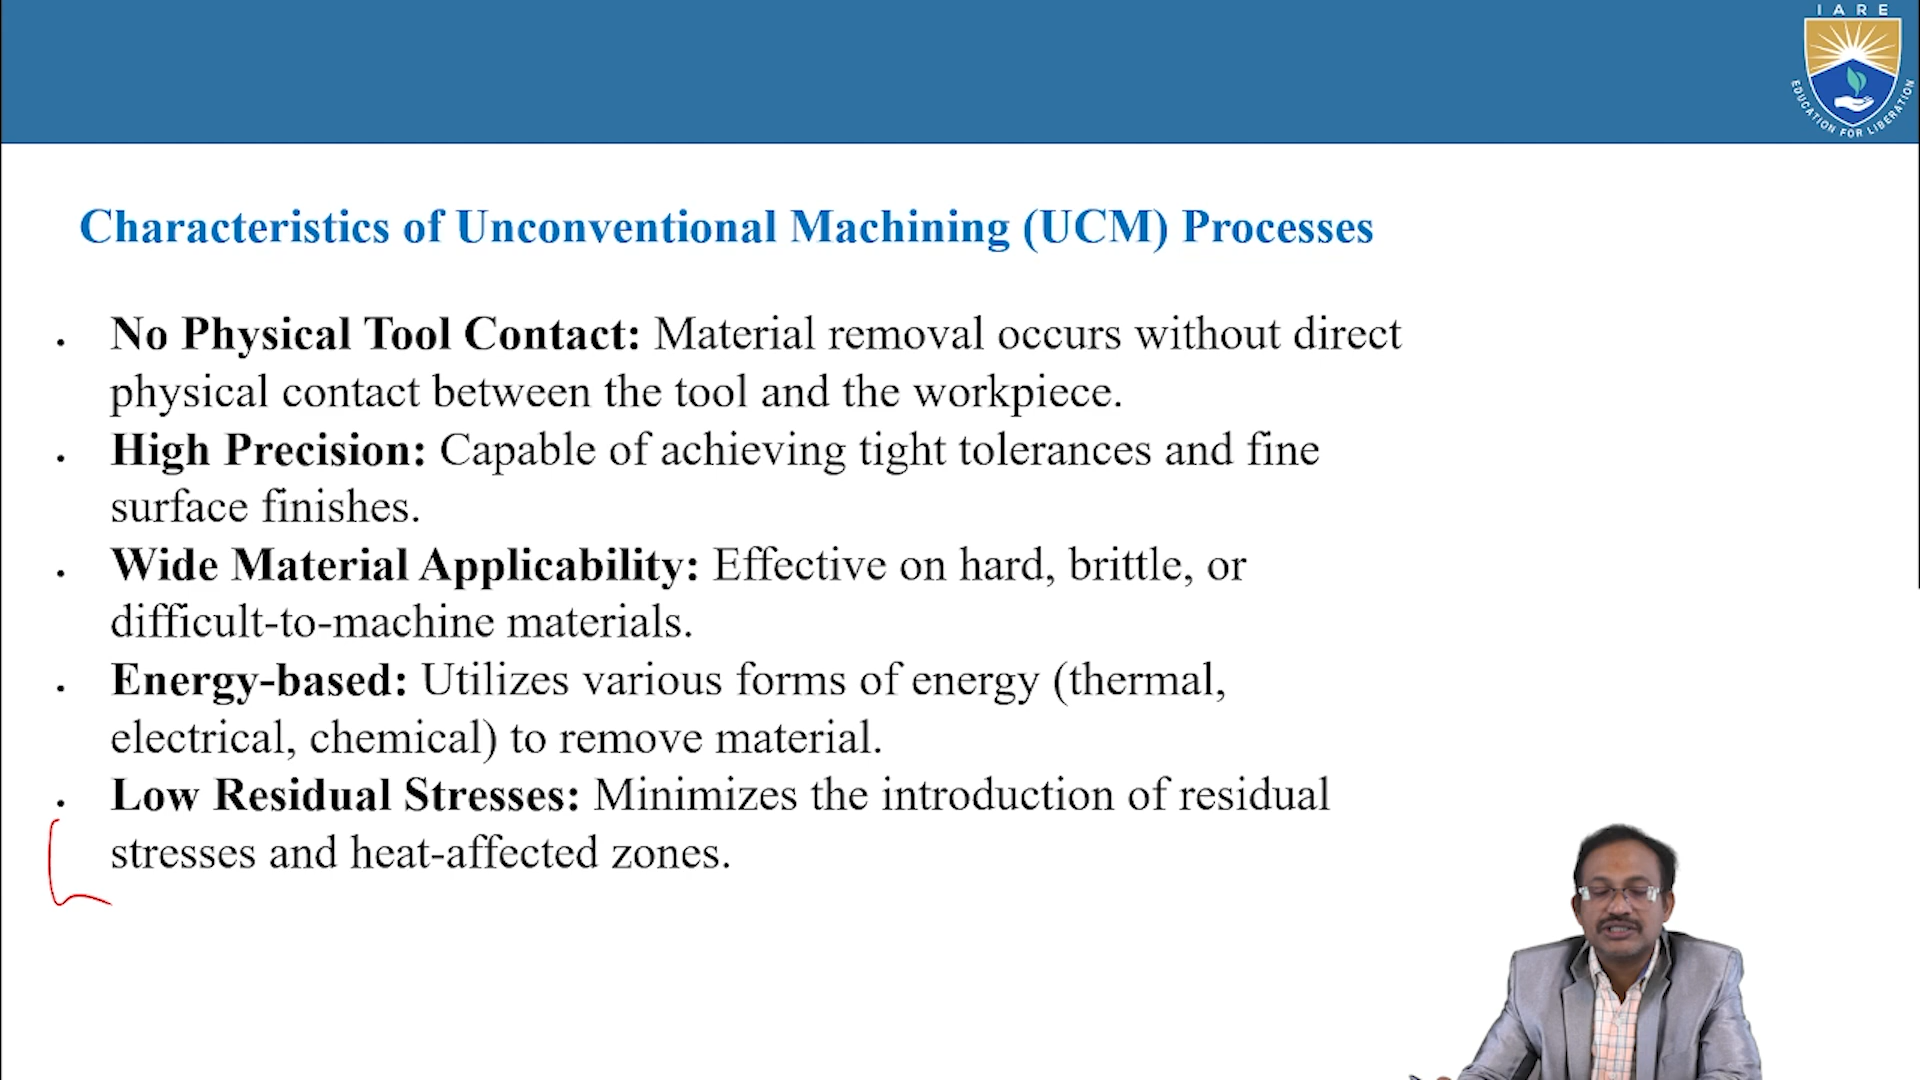 IARE
EDUCATION FOR LIBERATION
Characteristics of Unconventional Machining (UCM) Processes
• No Physical Tool Contact: Material removal occurs without direct
physical contact between the tool and the workpiece.
• High Precision: Capable of achieving tight tolerances and fine
surface finishes.
• Wide Material Applicability: Effective on hard, brittle, or
difficult-to-machine materials.
• Energy-based: Utilizes various forms of energy (thermal,
electrical, chemical) to remove material.
• Low Residual Stresses: Minimizes the introduction of residual
stresses and heat-affected zones.